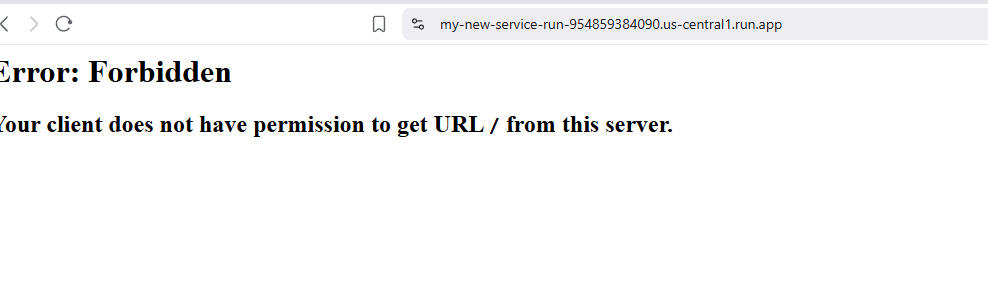 my-new-service-run-954859384090.us-central1.run.app
Error: Forbidden
Your client does not have permission to get URL / from this server.